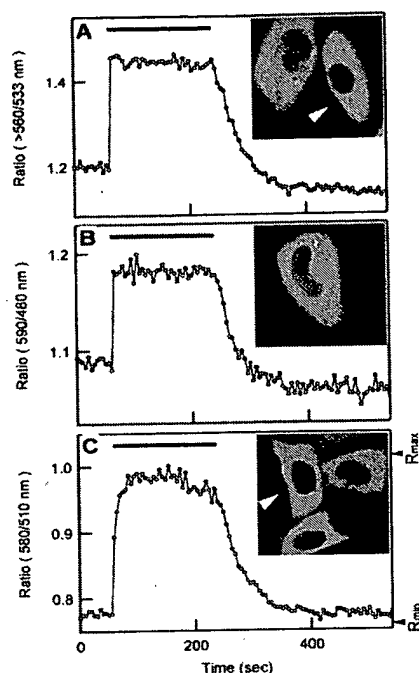 A
Ratio ( >560/533 nm)
1.4
1.2
B
Ratio ( 590/480 nm)
1.2
1.1
C
Ratio ( 580/510 nm)
1.0
0.9
0.8
Rmax
Rmin
0
200
400
Time (sec)